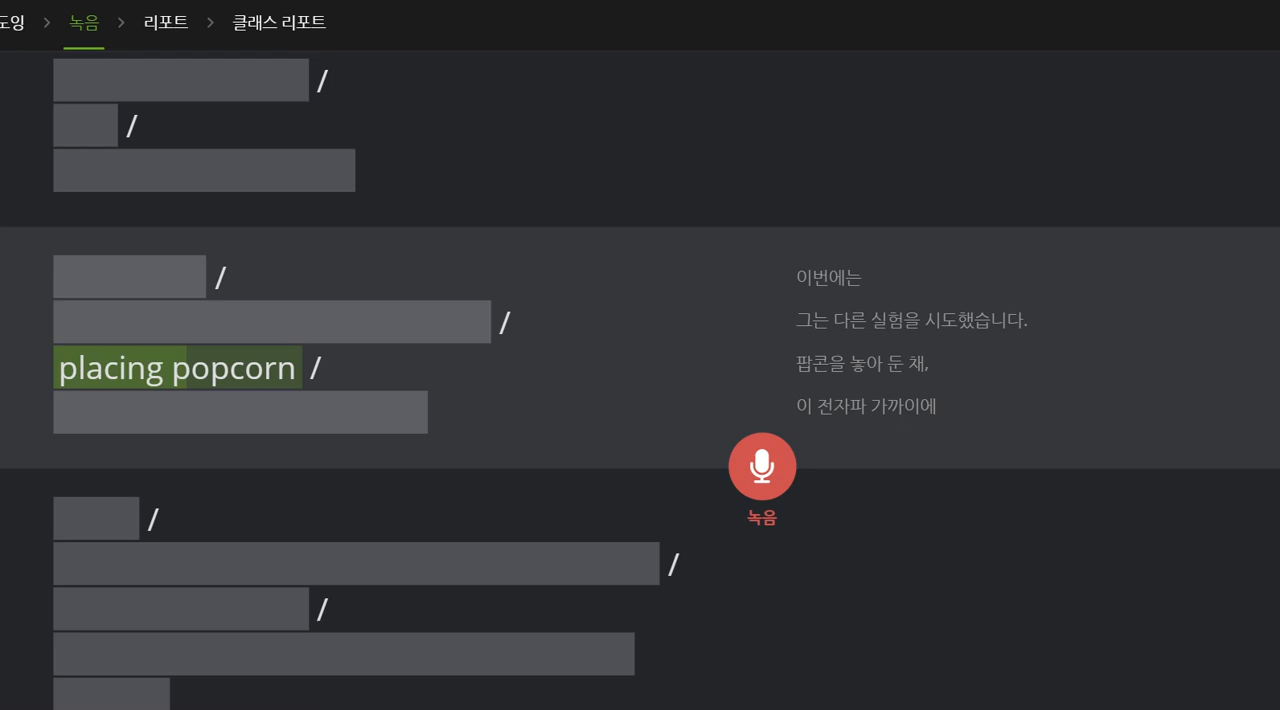 도잉 > 녹음 > 리포트 > 클래스 리포트
/
/
/
이번에는
/
그는 다른 실험을 시도했습니다.
placing popcorn /
팝콘을 놓아 둔 채,
이 전자파 가까이에
녹음
/
/
/